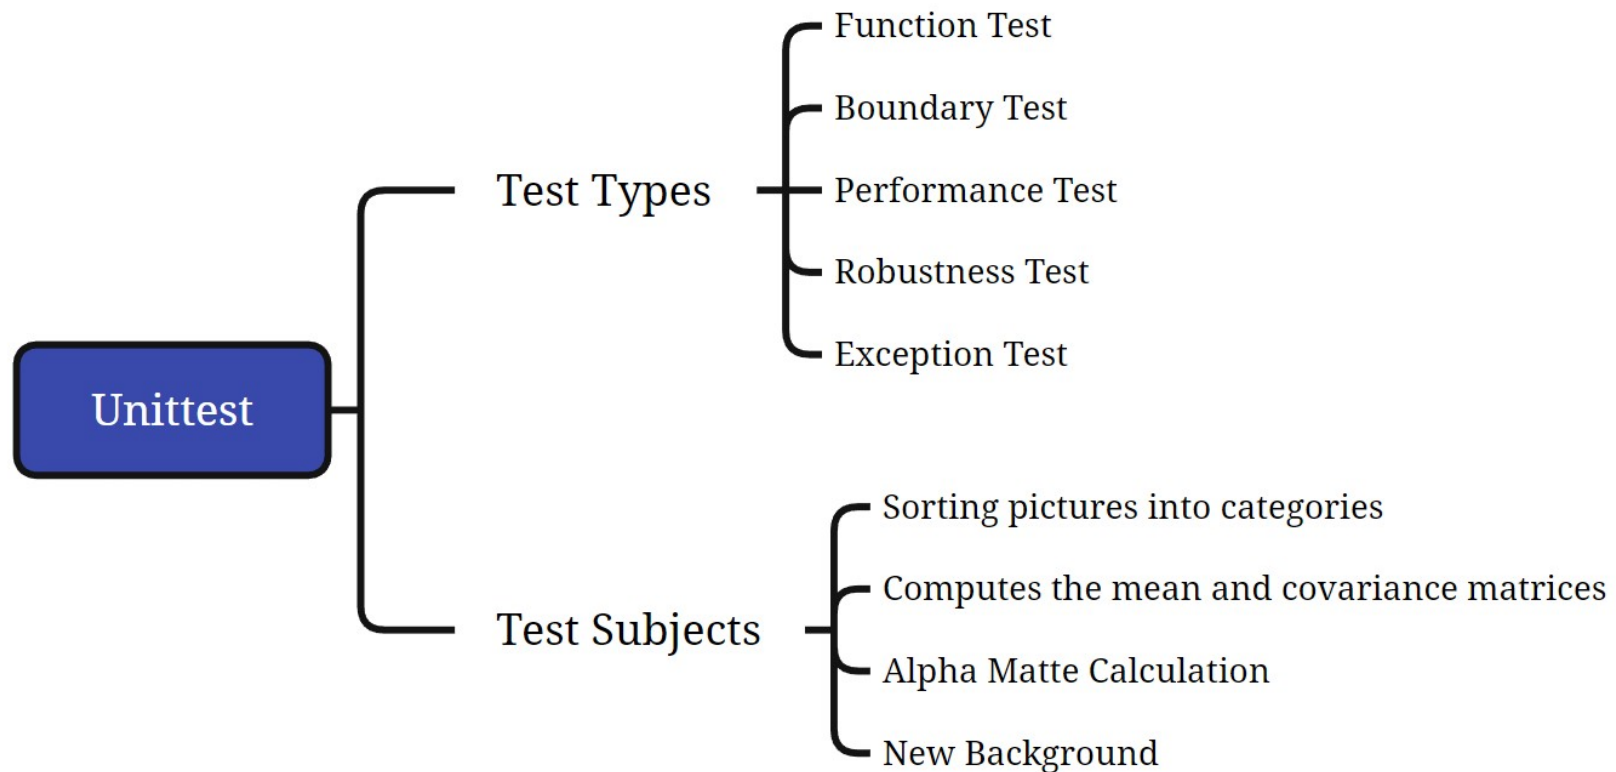 Unittest
Test Types
Function Test
Boundary Test
Performance Test
Robustness Test
Exception Test
Test Subjects
Sorting pictures into categories
Computes the mean and covariance matrices
Alpha Matte Calculation
New Background